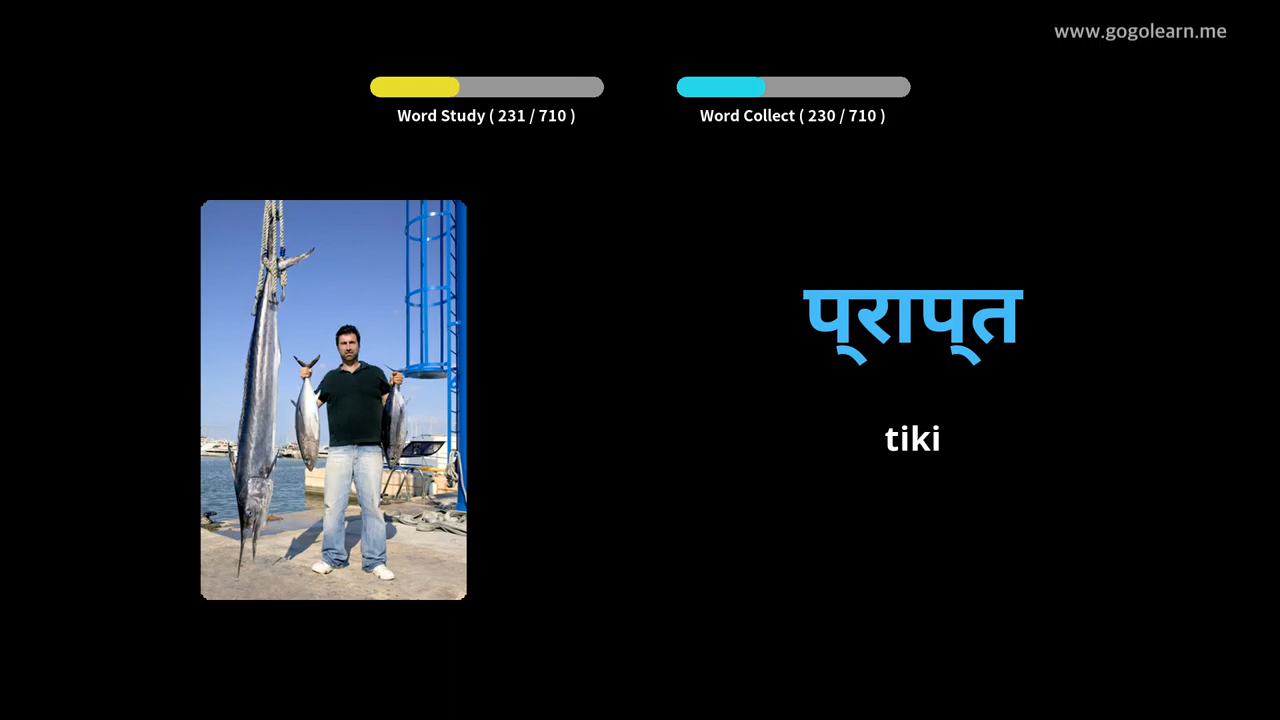 www.gogolearn.me
Word Study ( 231 / 710 )
Word Collect ( 230 / 710 )
प्राप्त
tiki